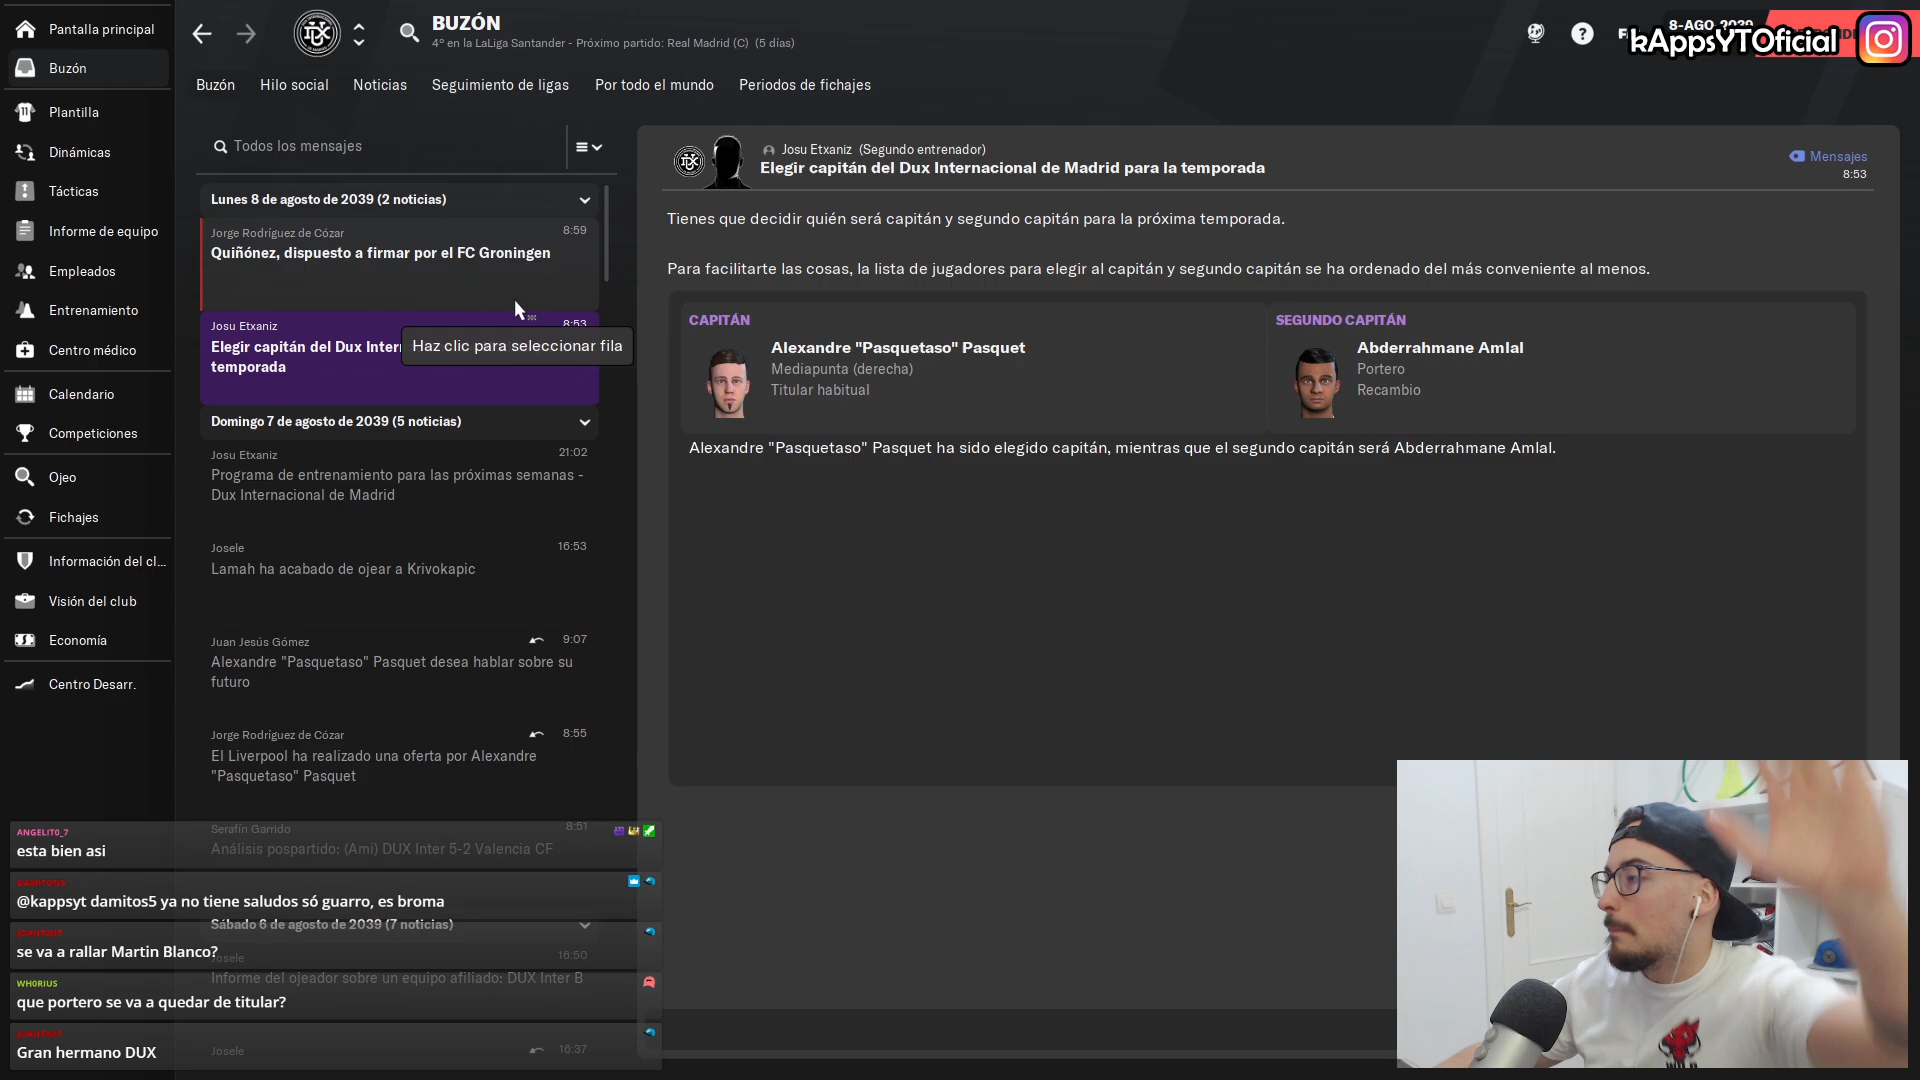 Pantalla principal
Buzón
Plantilla
Dinámicas
Tácticas
Informe de equipo
Empleados
Entrenamiento
Centro médico
Calendario
Competiciones
Ojeo
Fichajes
Información del cl...
Visión del club
Economía
Centro Desarr.
BUZÓN
4º en la LaLiga Santander - Próximo partido: Real Madrid (C) (5 días)
8-AGO-2039
kAppsYTOficial
Buzón
Hilo social
Noticias
Seguimiento de ligas
Por todo el mundo
Periodos de fichajes
Todos los mensajes
Lunes 8 de agosto de 2039 (2 noticias)
Jorge Rodríguez de Cózar 8:59
Quiñónez, dispuesto a firmar por el FC Groningen
Josu Etxaniz 8:53
Elegir capitán del Dux Inter
temporada
Haz clic para seleccionar fila
Domingo 7 de agosto de 2039 (5 noticias)
Josu Etxaniz 21:02
Programa de entrenamiento para las próximas semanas -
Dux Internacional de Madrid
Josele 16:53
Lamah ha acabado de ojear a Krivokapic
Juan Jesús Gómez 9:07
Alexandre "Pasquetaso" Pasquet desea hablar sobre su
futuro
Jorge Rodríguez de Cózar 8:55
El Liverpool ha realizado una oferta por Alexandre
"Pasquetaso" Pasquet
Serafín Garrido 8:51
Análisis pospartido: (Ami) DUX Inter 5-2 Valencia CF
Sábado 6 de agosto de 2039 (7 noticias)
Josele 16:50
Informe del ojeador sobre un equipo afiliado: DUX Inter B
Josele 16:37
Josu Etxaniz (Segundo entrenador)
Elegir capitán del Dux Internacional de Madrid para la temporada
Mensajes
8:53
Tienes que decidir quién será capitán y segundo capitán para la próxima temporada.
Para facilitarte las cosas, la lista de jugadores para elegir al capitán y segundo capitán se ha ordenado del más conveniente al menos.
CAPITÁN
Alexandre "Pasquetaso" Pasquet
Mediapunta (derecha)
Titular habitual
SEGUNDO CAPITÁN
Abderrahmane Amlal
Portero
Recambio
Alexandre "Pasquetaso" Pasquet ha sido elegido capitán, mientras que el segundo capitán será Abderrahmane Amlal.
ANGELIT0_7
esta bien asi
@kappsyt damitos5 ya no tiene saludos só guarro, es broma
se va a rallar Martin Blanco?
WH0RIUS
que portero se va a quedar de titular?
Gran hermano DUX